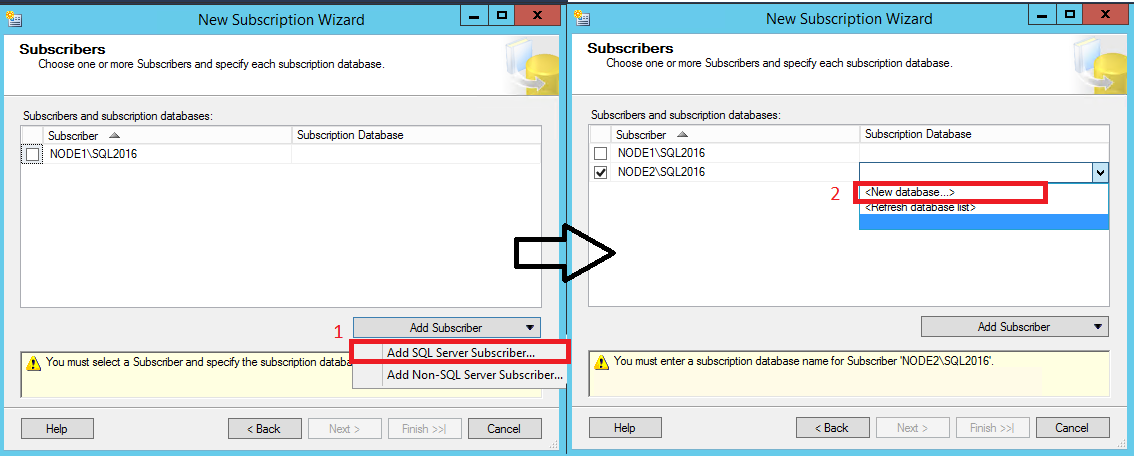 New Subscription Wizard
Subscribers
Choose one or more Subscribers and specify each subscription database.
Subscribers and subscription databases:
Subscriber Subscription Database
NODE1\SQL2016
1
Add Subscriber
Add SQL Server Subscriber...
Add Non-SQL Server Subscriber...
You must select a Subscriber and specify the subscription
Help < Back Next > Finish >>| Cancel
New Subscription Wizard
Subscribers
Choose one or more Subscribers and specify each subscription database.
Subscribers and subscription databases:
Subscriber Subscription Database
NODE1\SQL2016
NODE2\SQL2016
2
<New database...>
<Refresh database list>
Add Subscriber
You must enter a subscription database name for Subscriber 'NODE2\SQL2016'.
Help < Back Next > Finish >>| Cancel